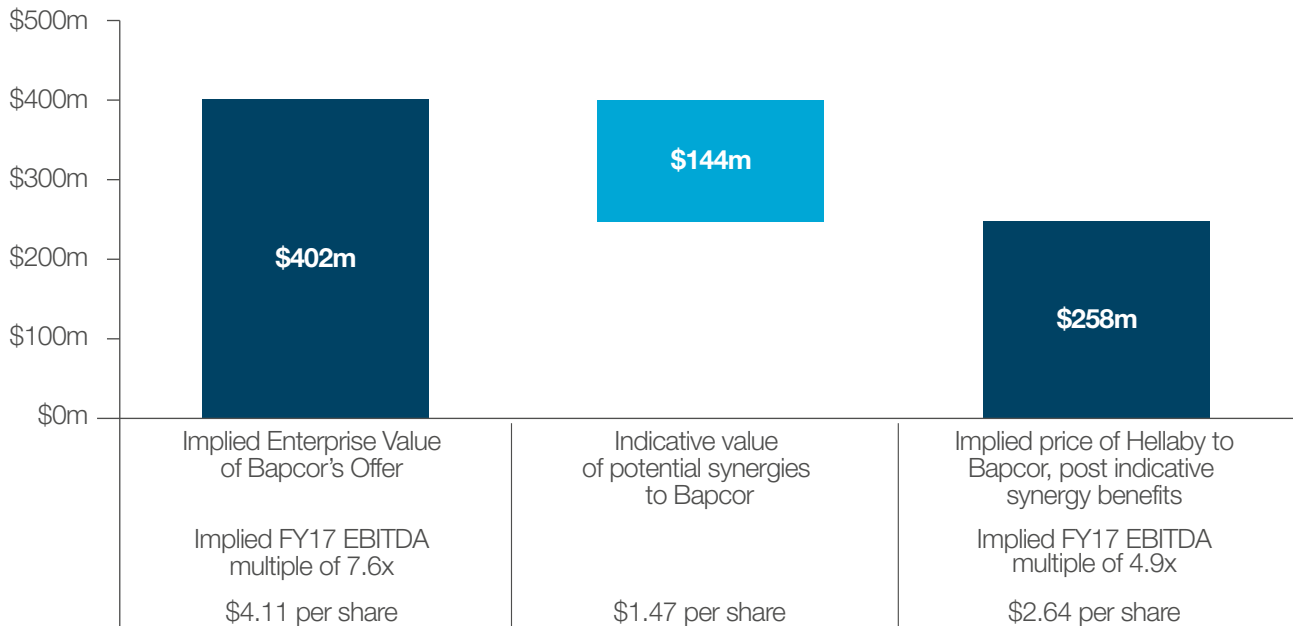 $500m
$400m
$300m
$200m
$100m
$0m
$402m
$144m
$258m
Implied Enterprise Value
of Bapcor’s Offer
Implied FY17 EBITDA
multiple of 7.6x
$4.11 per share
Indicative value
of potential synergies
to Bapcor
$1.47 per share
Implied price of Hellaby to
Bapcor, post indicative
synergy benefits
Implied FY17 EBITDA
multiple of 4.9x
$2.64 per share